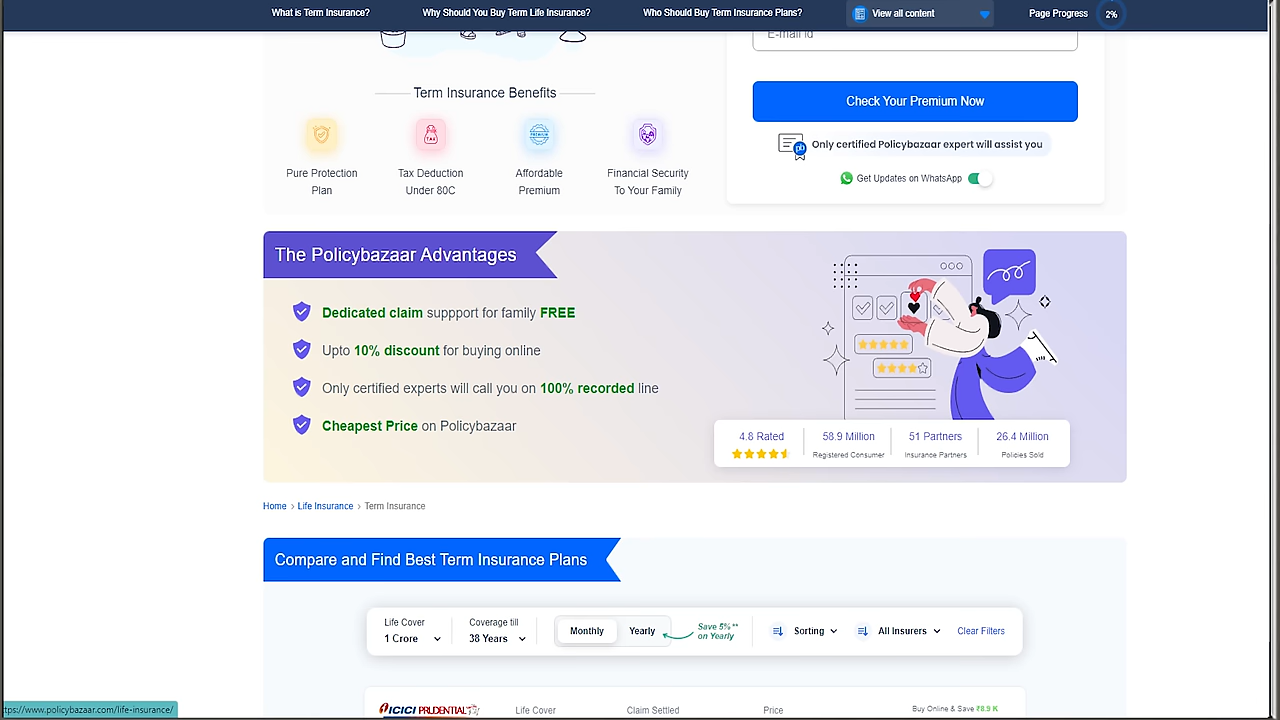 What is Term Insurance?
Why Should You Buy Term Life Insurance?
Who Should Buy Term Insurance Plans?
View all content
Page Progress
2%
E-mail Id
Term Insurance Benefits
Check Your Premium Now
pb
Only certified Policybazaar expert will assist you
TAX
PREMIUM
Pure Protection
Plan
Tax Deduction
Under 80C
Affordable
Premium
Financial Security
To Your Family
Get Updates on WhatsApp
The Policybazaar Advantages
Dedicated claim suppport for family FREE
Upto 10% discount for buying online
Only certified experts will call you on 100% recorded line
Cheapest Price on Policybazaar
4.8 Rated
58.9 Million
Registered Consumer
51 Partners
Insurance Partners
26.4 Million
Policies Sold
Home › Life Insurance › Term Insurance
Compare and Find Best Term Insurance Plans
Life Cover
1 Crore
Coverage till
38 Years
Monthly
Yearly
Save 5%**
on Yearly
Sorting
All Insurers
Clear Filters
ICICI PRUDENTIAL
Life Cover
Claim Settled
Price
Buy Online & Save ₹8.9 K
ttps://www.policybazaar.com/life-insurance/